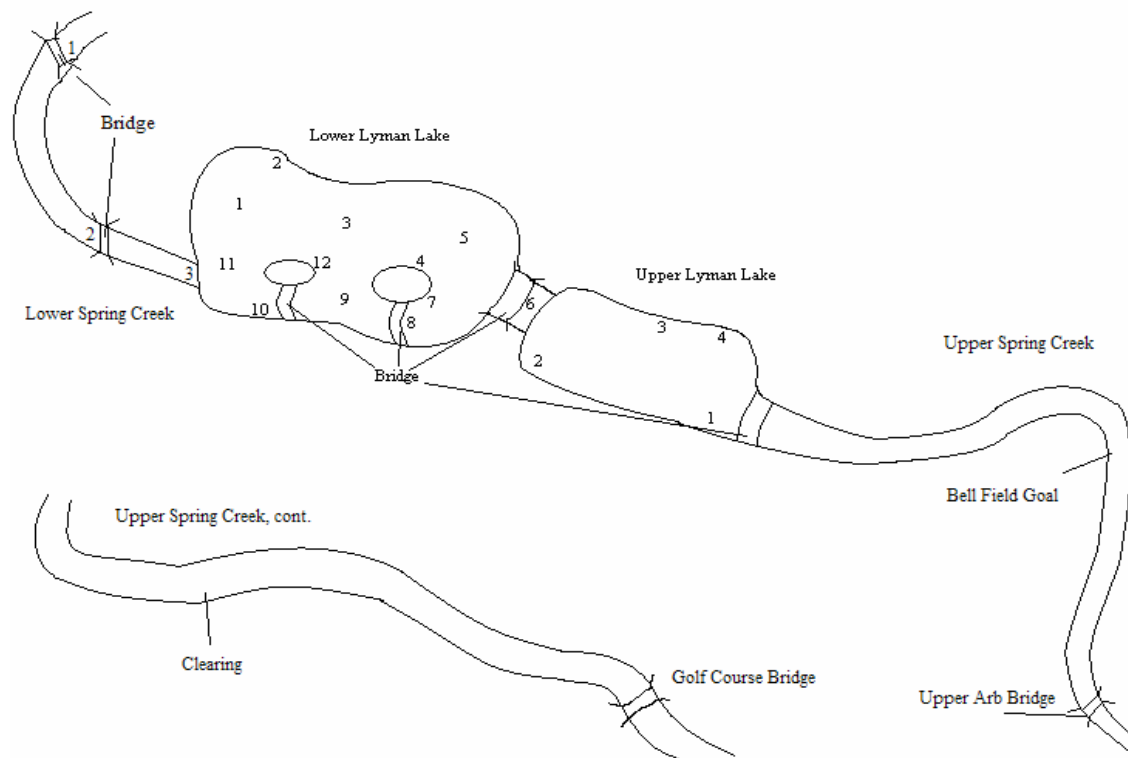 1
Bridge
Lower Lyman Lake
2
1
3
5
2
11
12
4
3
Upper Lyman Lake
10
9
7
6
8
3
4
Lower Spring Creek
Upper Spring Creek
2
Bridge
1
Bell Field Goal
Upper Spring Creek, cont.
Clearing
Golf Course Bridge
Upper Arb Bridge